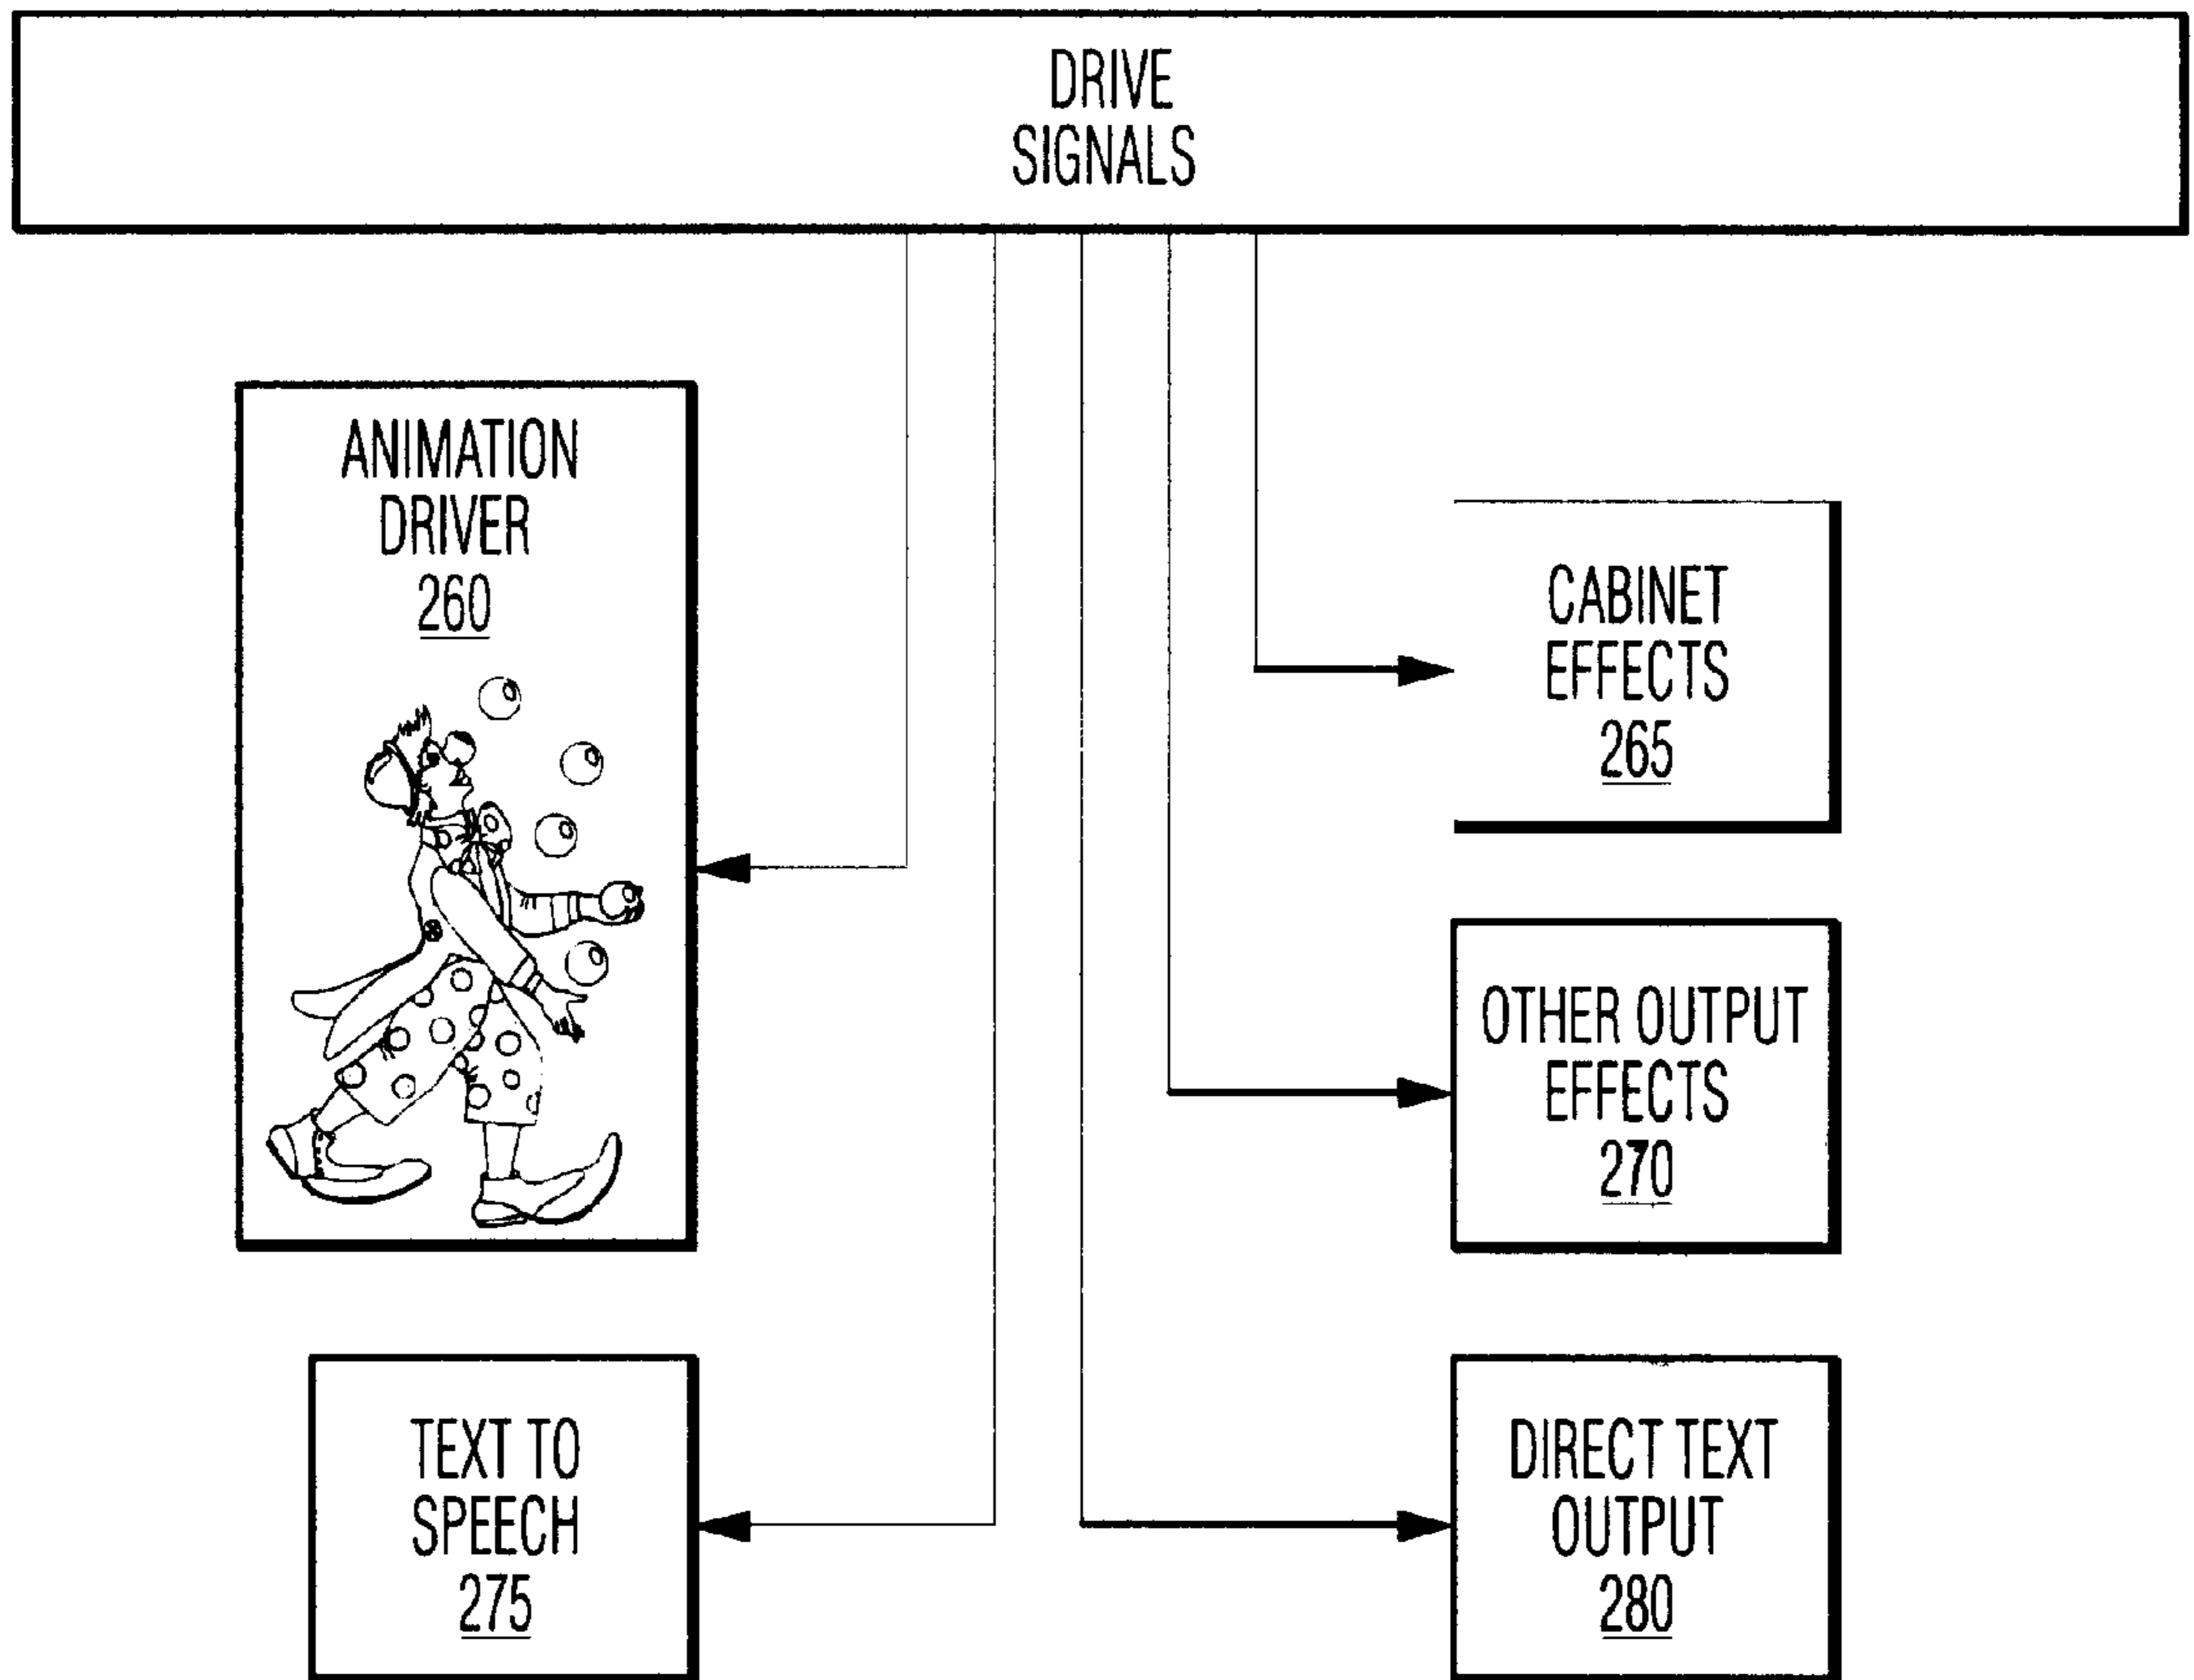 DRIVE
SIGNALS
ANIMATION
DRIVER
260
CABINET
EFFECTS
265
OTHER OUTPUT
EFFECTS
270
TEXT TO
SPEECH
275
DIRECT TEXT
OUTPUT
280